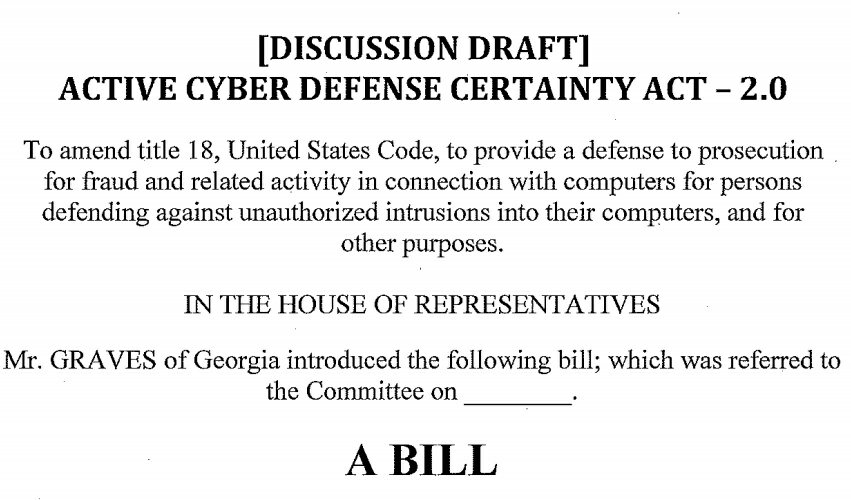 [DISCUSSION DRAFT]
ACTIVE CYBER DEFENSE CERTAINTY ACT – 2.0
To amend title 18, United States Code, to provide a defense to prosecution
for fraud and related activity in connection with computers for persons
defending against unauthorized intrusions into their computers, and for
other purposes.
IN THE HOUSE OF REPRESENTATIVES
Mr. GRAVES of Georgia introduced the following bill; which was referred to
the Committee on ________.
A BILL